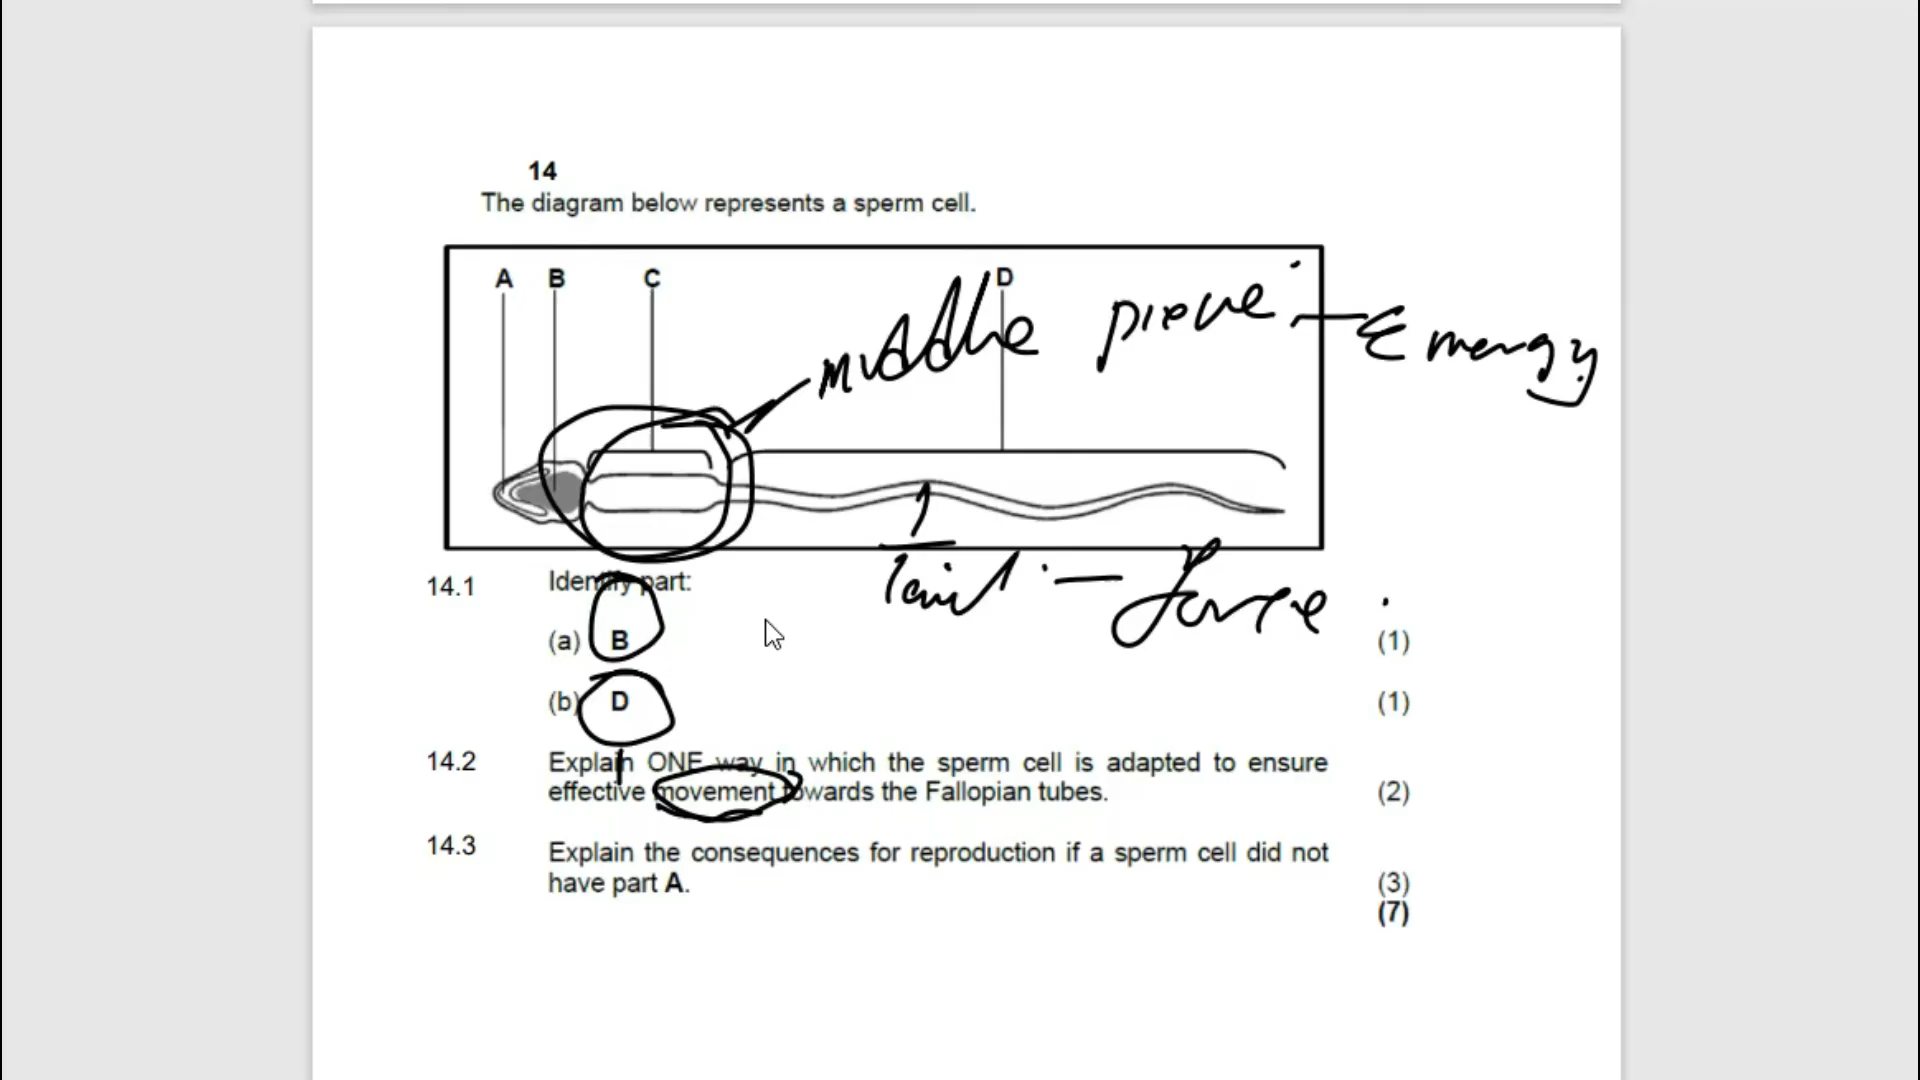 14
The diagram below represents a sperm cell.
A B C D
middle piece - Energy
tail - force
14.1 Identify part:
(a) B (1)
(b) D (1)
14.2 Explain ONE way in which the sperm cell is adapted to ensure
effective movement towards the Fallopian tubes. (2)
14.3 Explain the consequences for reproduction if a sperm cell did not
have part A. (3)
(7)